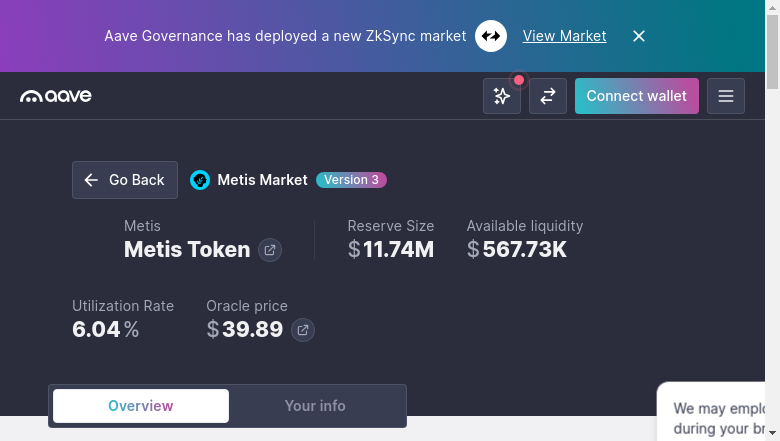 Aave Governance has deployed a new ZkSync market View Market
aave
Connect wallet
Go Back
Metis Market Version 3
Metis Reserve Size Available liquidity
Metis Token $11.74M $567.73K
Utilization Rate Oracle price
6.04% $39.89
Overview Your info
We may emplo
during your br